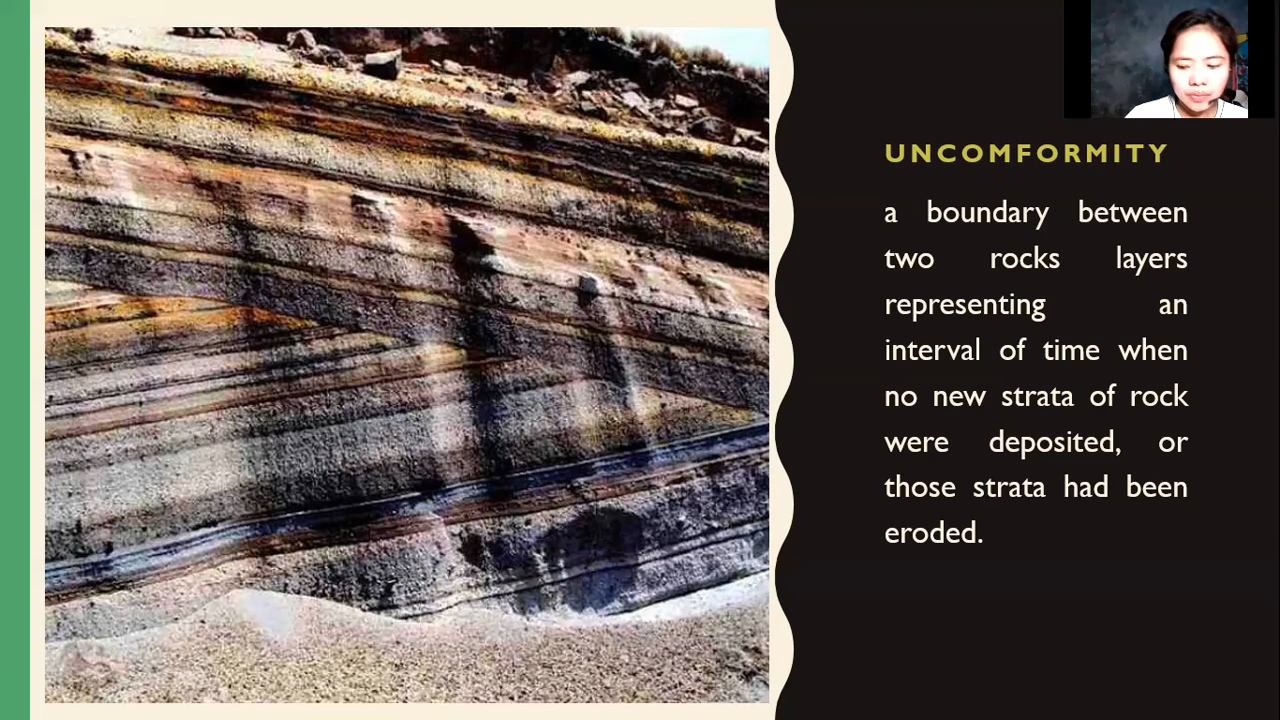 UNCOMFORMITY
a boundary between
two rocks layers
representing an
interval of time when
no new strata of rock
were deposited, or
those strata had been
eroded.